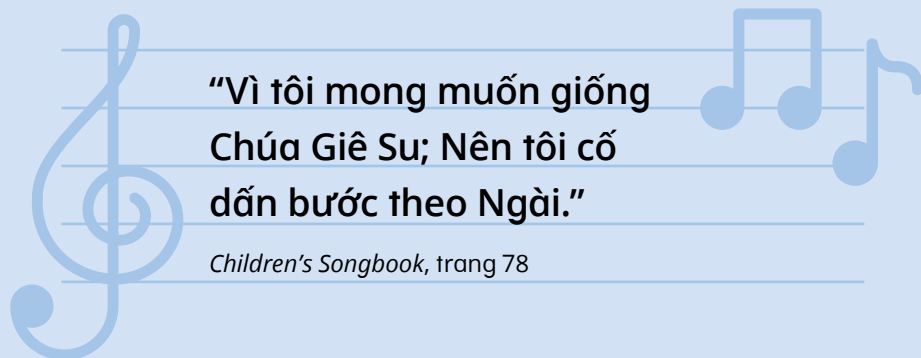 “Vì tôi mong muốn giống
Chúa Giê Su; Nên tôi cố
dấn bước theo Ngài.”
Children’s Songbook, trang 78